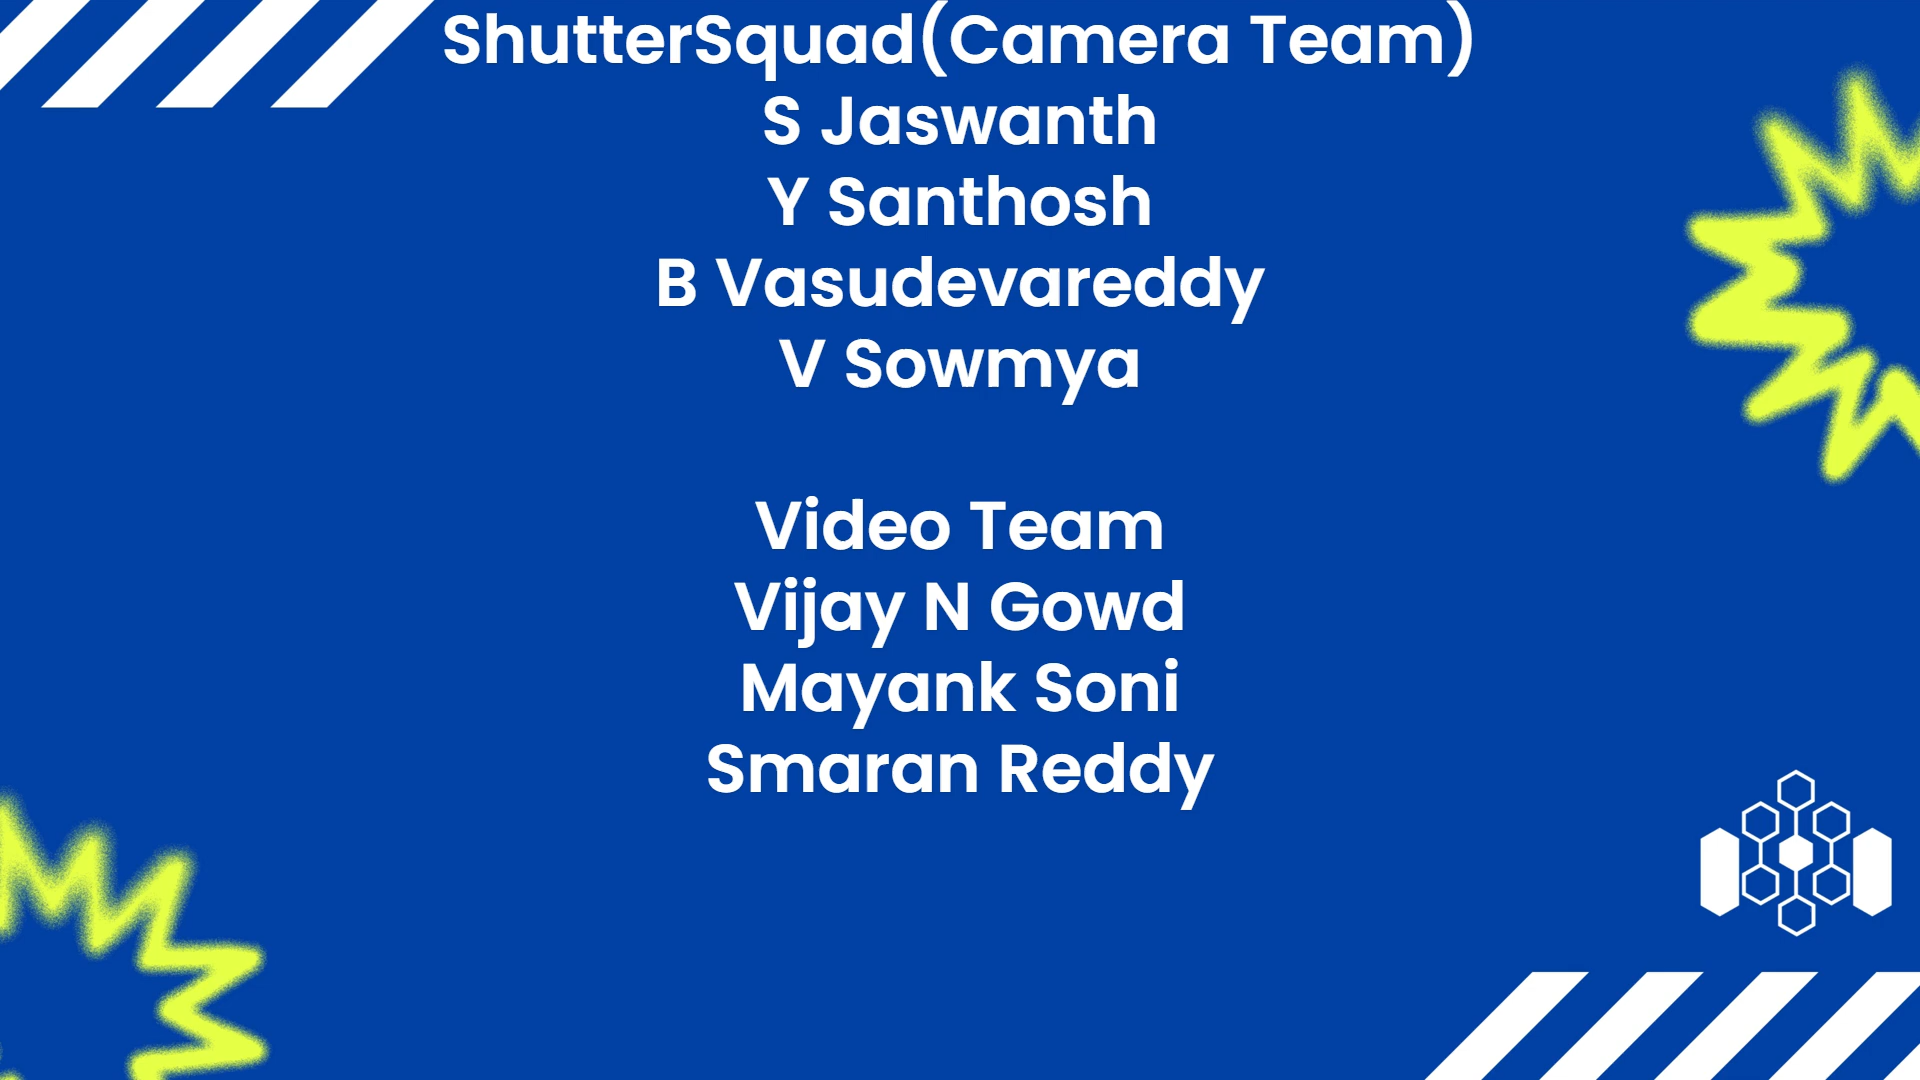 ShutterSquad(Camera Team)
S Jaswanth
Y Santhosh
B Vasudevareddy
V Sowmya
Video Team
Vijay N Gowd
Mayank Soni
Smaran Reddy